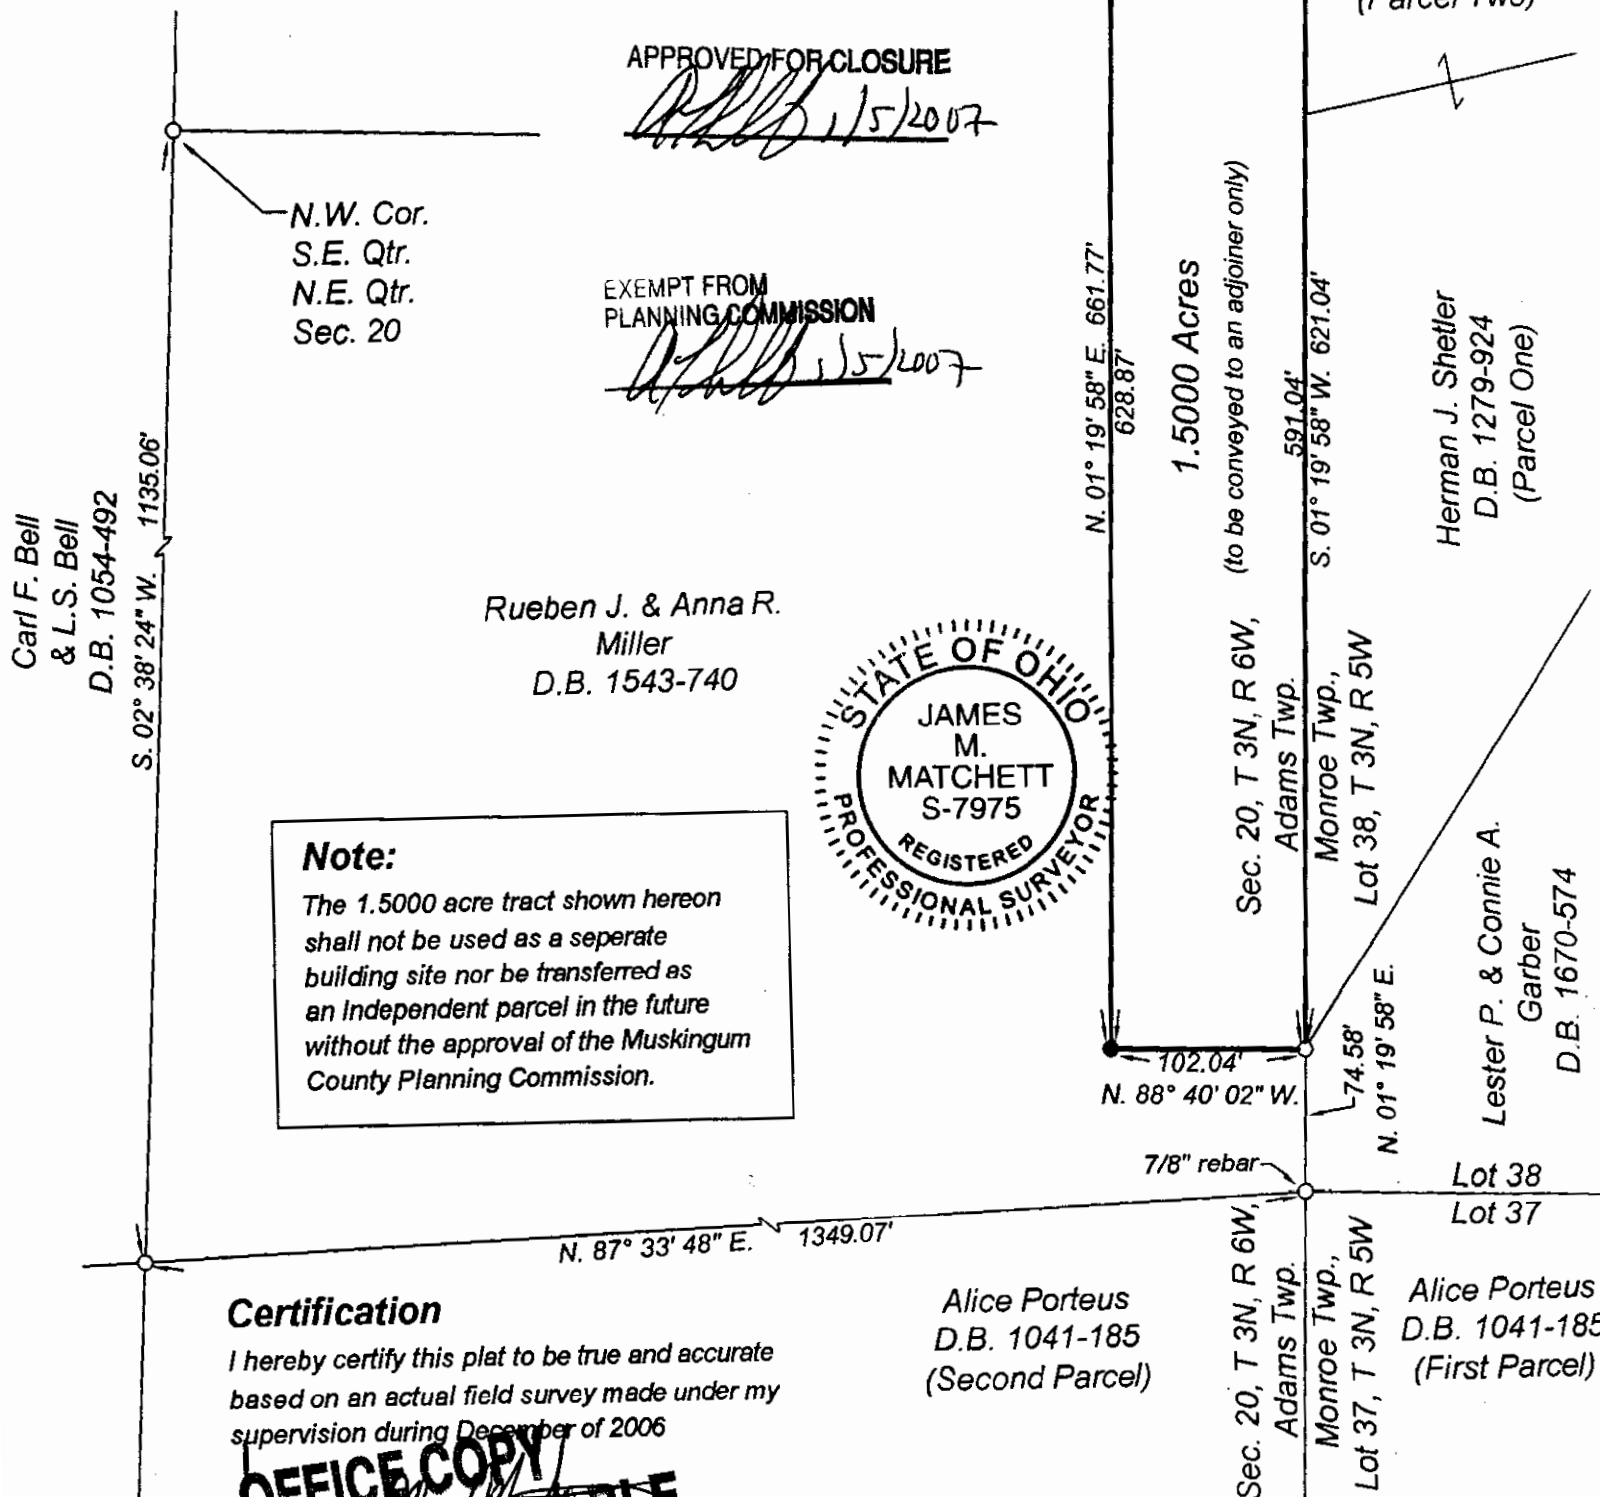 (Parcel Two)
APPROVED FOR CLOSURE
1/5/2007
N.W. Cor.
S.E. Qtr.
N.E. Qtr.
Sec. 20
EXEMPT FROM
PLANNING COMMISSION
1/5/2007
N. 01° 19' 58" E. 661.77'
628.87'
1.5000 Acres
(to be conveyed to an adjoiner only)
591.04'
S. 01° 19' 58" W. 621.04'
Herman J. Shetler
D.B. 1279-924
(Parcel One)
Carl F. Bell
& L.S. Bell
D.B. 1054-492
S. 02° 38' 24" W. 1135.06'
Rueben J. & Anna R.
Miller
D.B. 1543-740
STATE OF OHIO
JAMES
M.
MATCHETT
S-7975
REGISTERED
PROFESSIONAL SURVEYOR
Sec. 20, T 3N, R 6W,
Adams Twp.
Monroe Twp.,
Lot 38, T 3N, R 5W
Note:
The 1.5000 acre tract shown hereon
shall not be used as a seperate
building site nor be transferred as
an independent parcel in the future
without the approval of the Muskingum
County Planning Commission.
Lester P. & Connie A.
Garber
D.B. 1670-574
102.04'
N. 88° 40' 02" W.
74.58'
N. 01° 19' 58" E.
7/8" rebar
Lot 38
Lot 37
N. 87° 33' 48" E. 1349.07'
Certification
I hereby certify this plat to be true and accurate
based on an actual field survey made under my
supervision during December of 2006
OFFICE COPY
Alice Porteus
D.B. 1041-185
(Second Parcel)
Sec. 20, T 3N, R 6W,
Adams Twp.
Monroe Twp.,
Lot 37, T 3N, R 5W
Alice Porteus
D.B. 1041-185
(First Parcel)